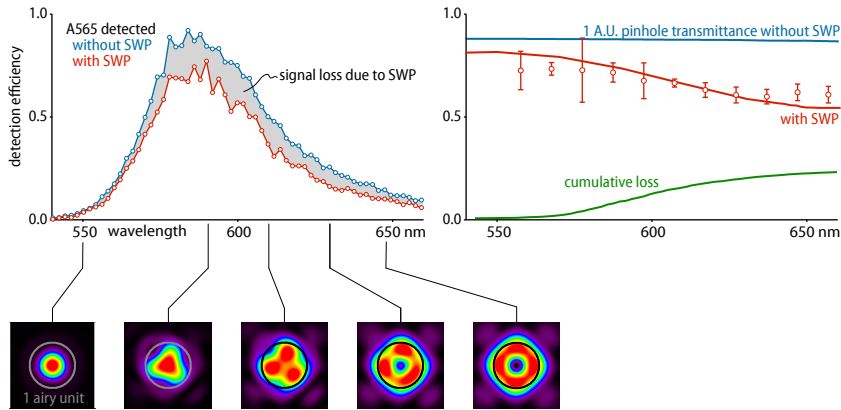 1.0
A565 detected
without SWP
with SWP
signal loss due to SWP
0.5
detection efficiency
0.0
550
wavelength
600
650 nm
1.0
1 A.U. pinhole transmittance without SWP
0.5
with SWP
cumulative loss
0.0
550
600
650 nm
1 airy unit